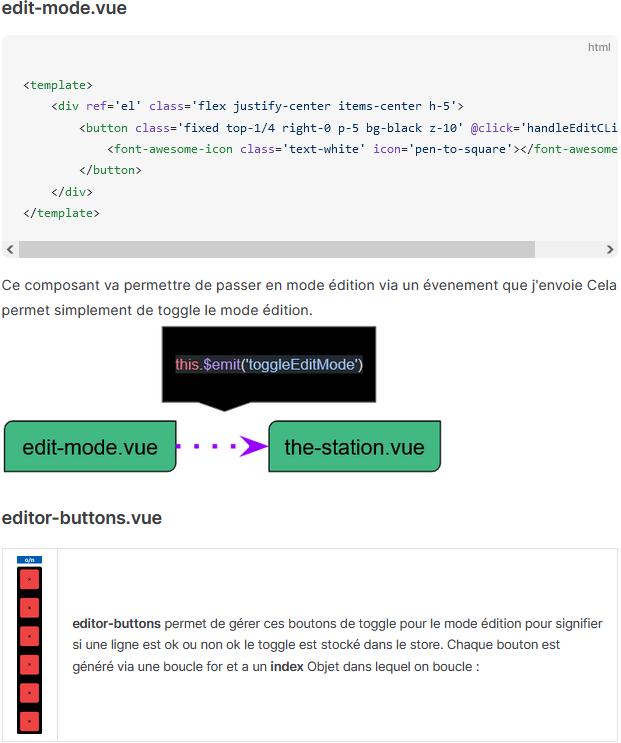 edit-mode.vue
html
<template>
<div ref='el' class='flex justify-center items-center h-5'>
<button class='fixed top-1/4 right-0 p-5 bg-black z-10' @click='handleEditCLi
<font-awesome-icon class='text-white' icon='pen-to-square'></font-awesome
</button>
</div>
</template>
Ce composant va permettre de passer en mode édition via un évenement que j'envoie Cela
permet simplement de toggle le mode édition.
this.$emit('toggleEditMode')
edit-mode.vue
the-station.vue
editor-buttons.vue
o/n
editor-buttons permet de gérer ces boutons de toggle pour le mode édition pour signifier
si une ligne est ok ou non ok le toggle est stocké dans le store. Chaque bouton est
généré via une boucle for et a un index Objet dans lequel on boucle :